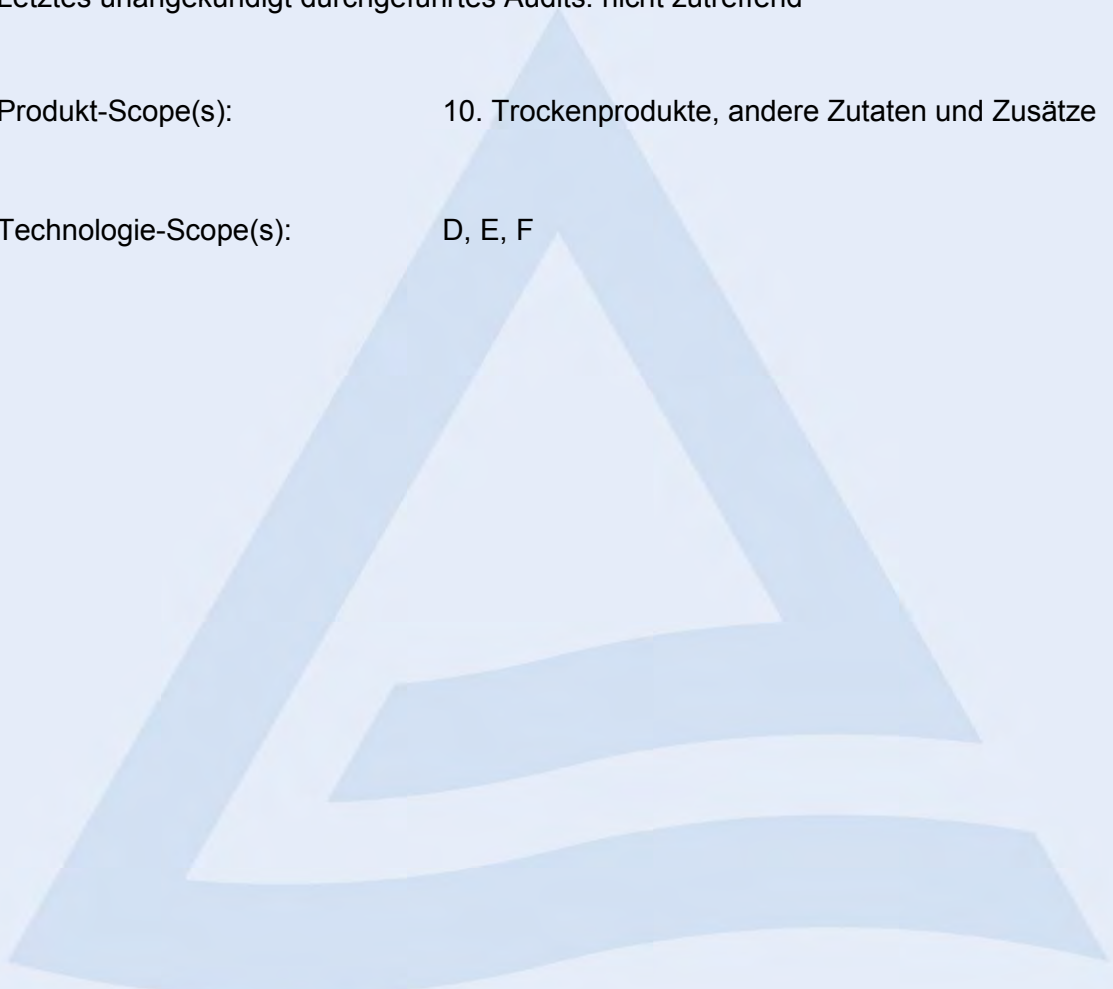 Letztes unangekündigt durchgeführtes Audits: nicht zutreffend
Produkt-Scope(s): 10. Trockenprodukte, andere Zutaten und Zusätze
Technologie-Scope(s): D, E, F